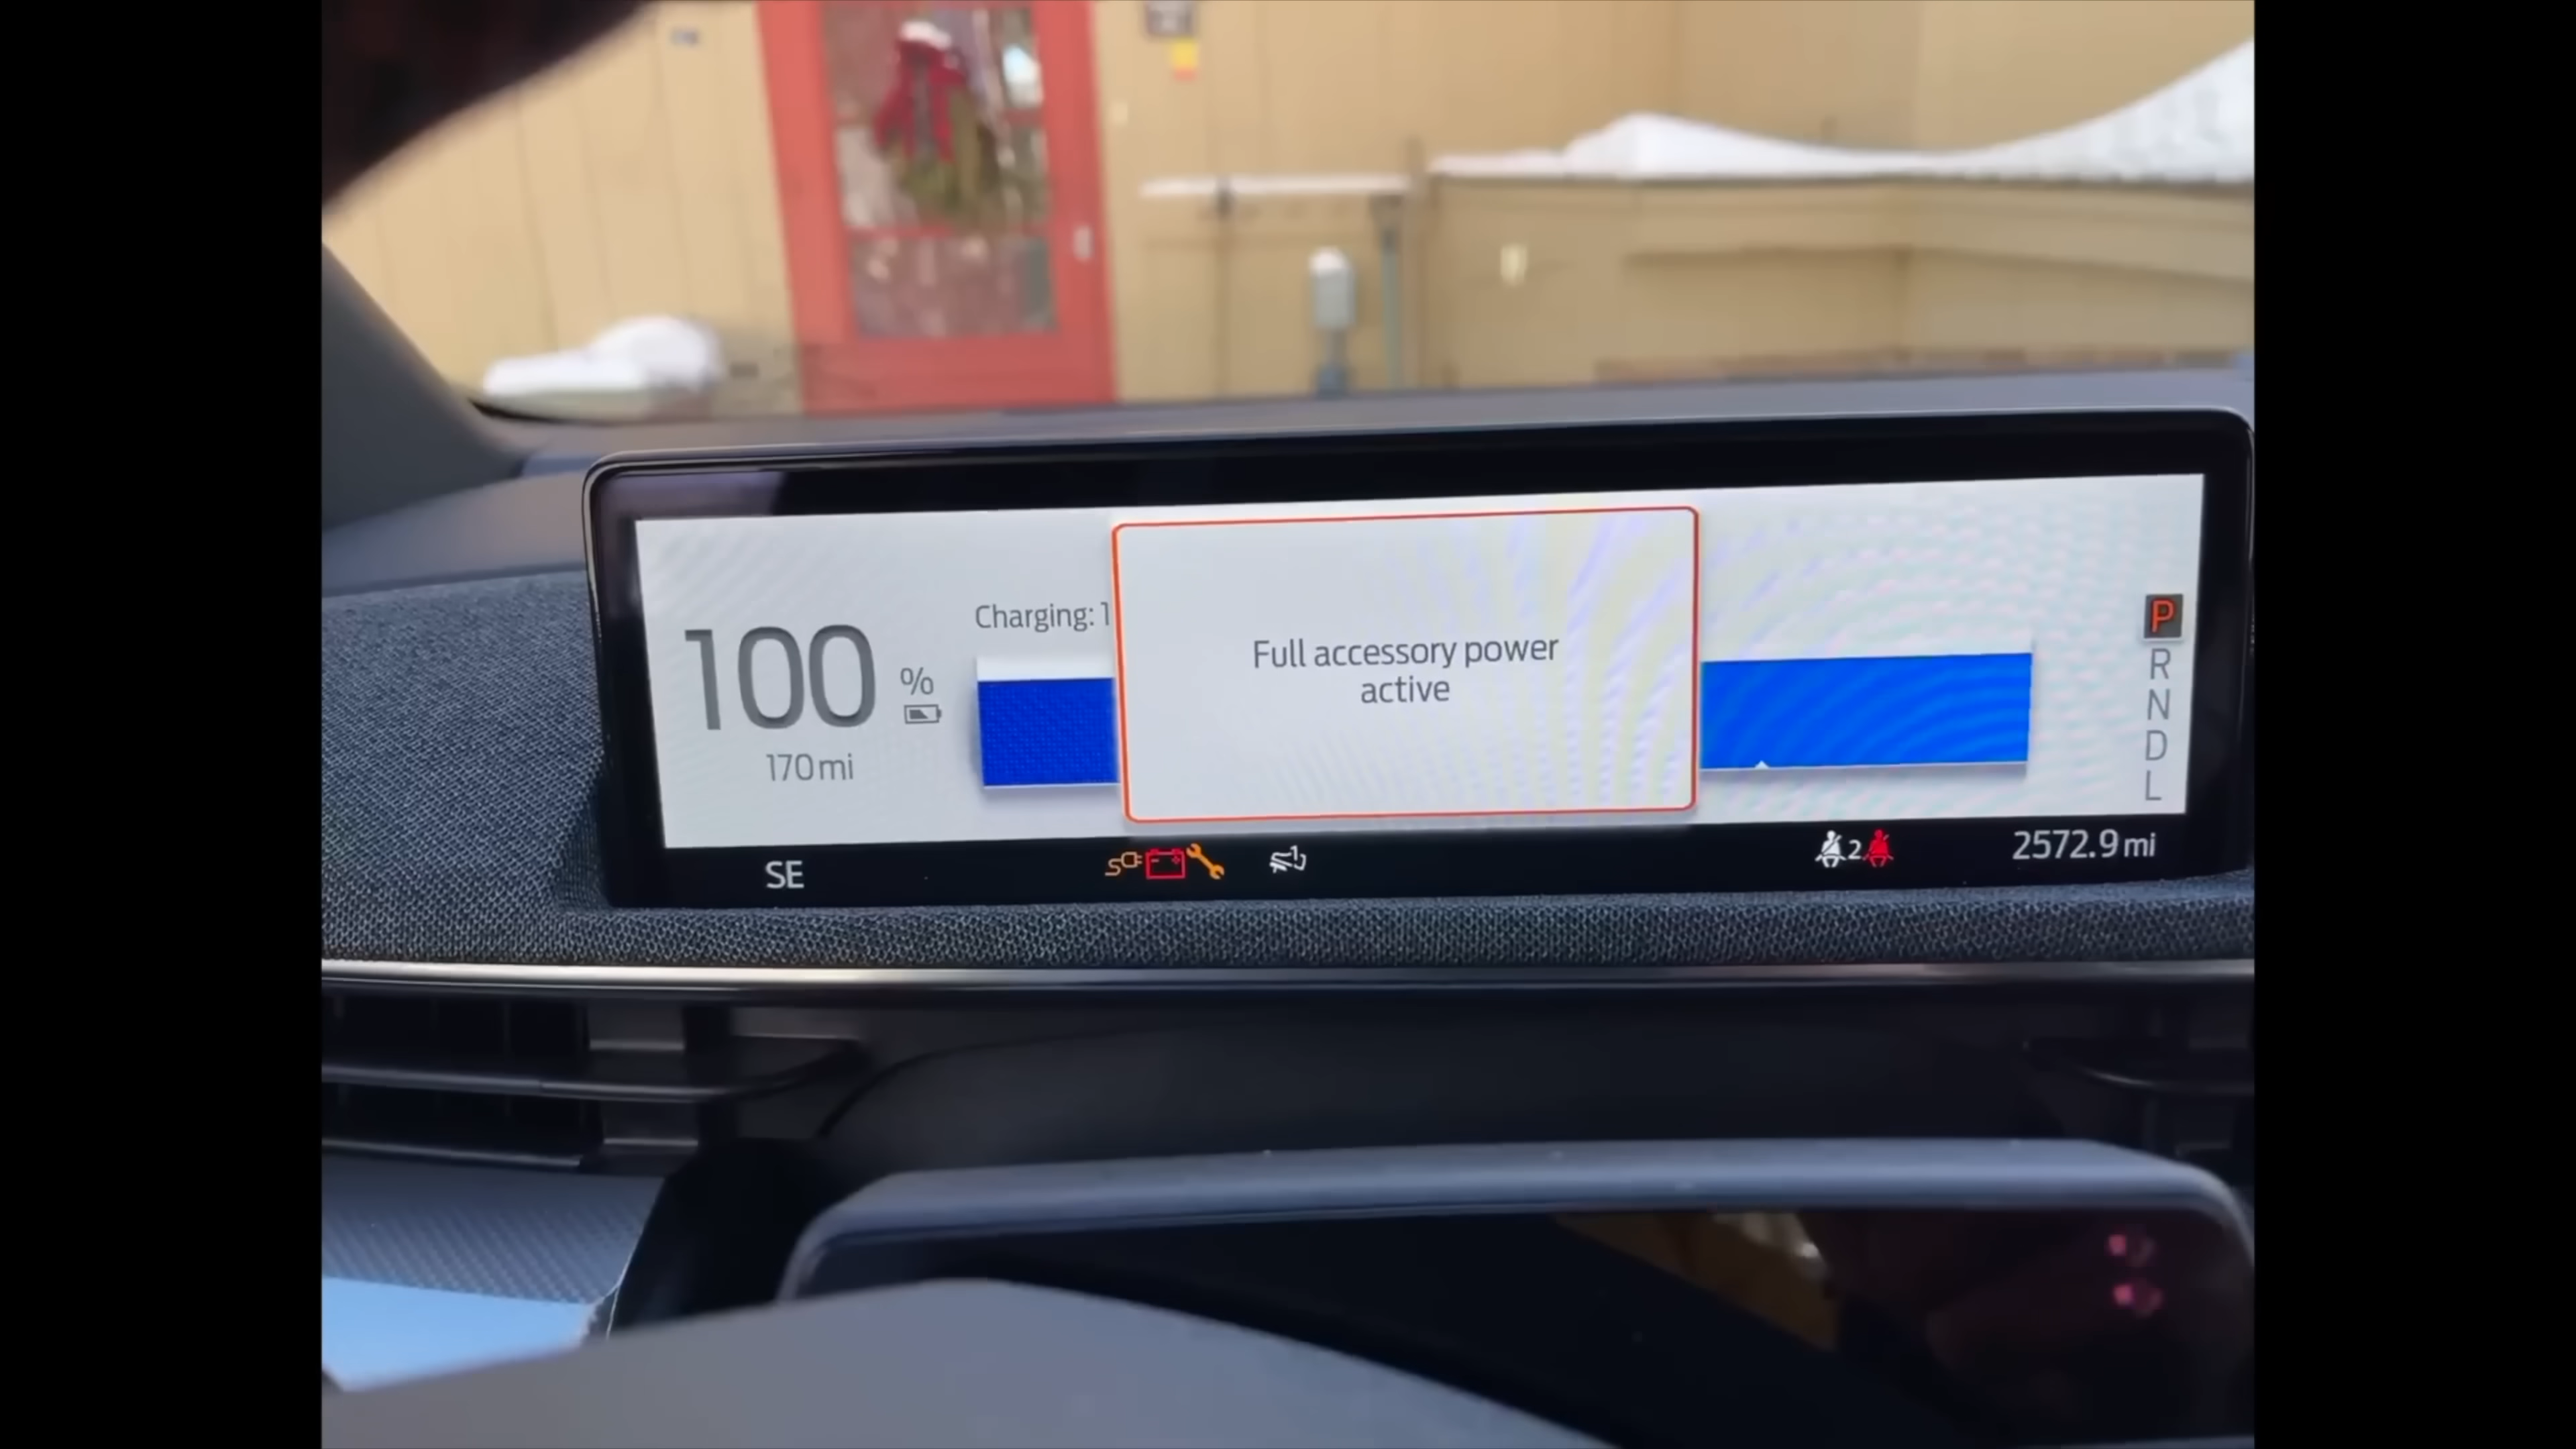 Charging: 1
100 %
170 mi
Full accessory power
active
P
R
N
D
L
SE
2
2572.9 mi